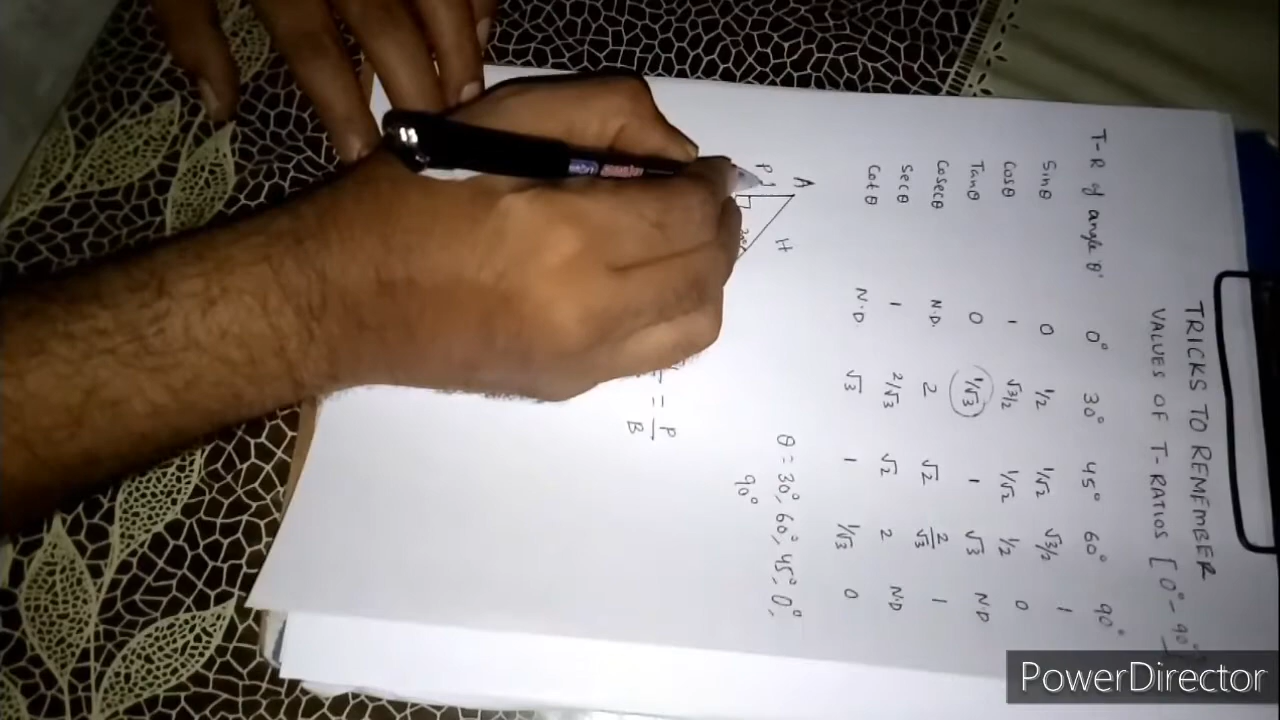 TRICKS TO REMEMBER
VALUES OF T-RATIOS [0°-90°]
T-R of angle θ 0° 30° 45° 60° 90°
Sinθ 0 1/2 1/√2 √3/2 1
Cosθ 1 √3/2 1/√2 1/2 0
Tanθ 0 1/√3 1 √3 N.D
Cosecθ N.D. 2 √2 2/√3 1
Secθ 1 2/√3 √2 2 N.D
Cotθ N.D. √3 1 1/√3 0
A
P 1 H
θ = 30°, 60°, 45°, 0°,
90°
= P/B
PowerDirector